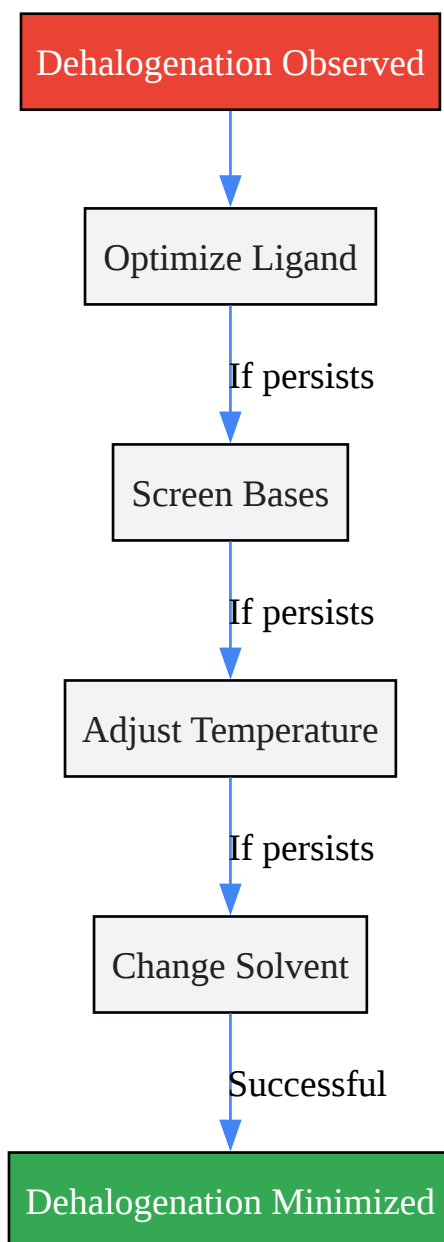 Dehalogenation Observed
Optimize Ligand
If persists
Screen Bases
If persists
Adjust Temperature
If persists
Change Solvent
Successful
Dehalogenation Minimized